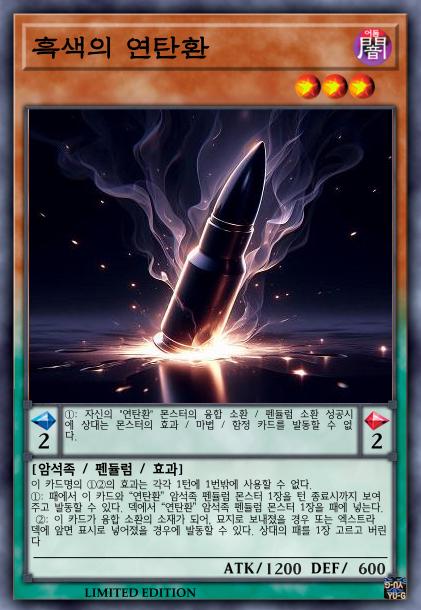 흑색의 연탄환
어둠
闇
①: 자신의 "연탄환" 몬스터의 융합 소환 / 펜듈럼 소환 성공시
에 상대는 몬스터의 효과 / 마법 / 함정 카드를 발동할 수 없
다.
2
2
[암석족 / 펜듈럼 / 효과]
이 카드명의 ①②의 효과는 각각 1턴에 1번밖에 사용할 수 없다.
①: 패에서 이 카드와 "연탄환" 암석족 펜듈럼 몬스터 1장을 턴 종료시까지 보여
주고 발동할 수 있다. 덱에서 "연탄환" 암석족 펜듈럼 몬스터 1장을 패에 넣는다.
②: 이 카드가 융합 소환의 소재가 되어, 묘지로 보내졌을 경우 또는 엑스트라
덱에 앞면 표시로 넣어졌을 경우에 발동할 수 있다. 상대의 패를 1장 고르고 버린
다
ATK/1200 DEF/ 600
LIMITED EDITION